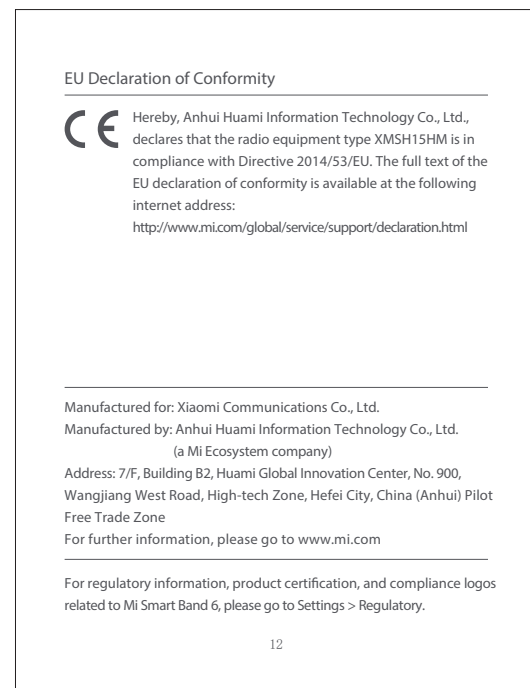 EU Declaration of Conformity
CE
Hereby, Anhui Huami Information Technology Co., Ltd.,
declares that the radio equipment type XMSH15HM is in
compliance with Directive 2014/53/EU. The full text of the
EU declaration of conformity is available at the following
internet address:
http://www.mi.com/global/service/support/declaration.html
Manufactured for: Xiaomi Communications Co., Ltd.
Manufactured by: Anhui Huami Information Technology Co., Ltd.
(a Mi Ecosystem company)
Address: 7/F, Building B2, Huami Global Innovation Center, No. 900,
Wangjiang West Road, High-tech Zone, Hefei City, China (Anhui) Pilot
Free Trade Zone
For further information, please go to www.mi.com
For regulatory information, product certification, and compliance logos
related to Mi Smart Band 6, please go to Settings > Regulatory.
12